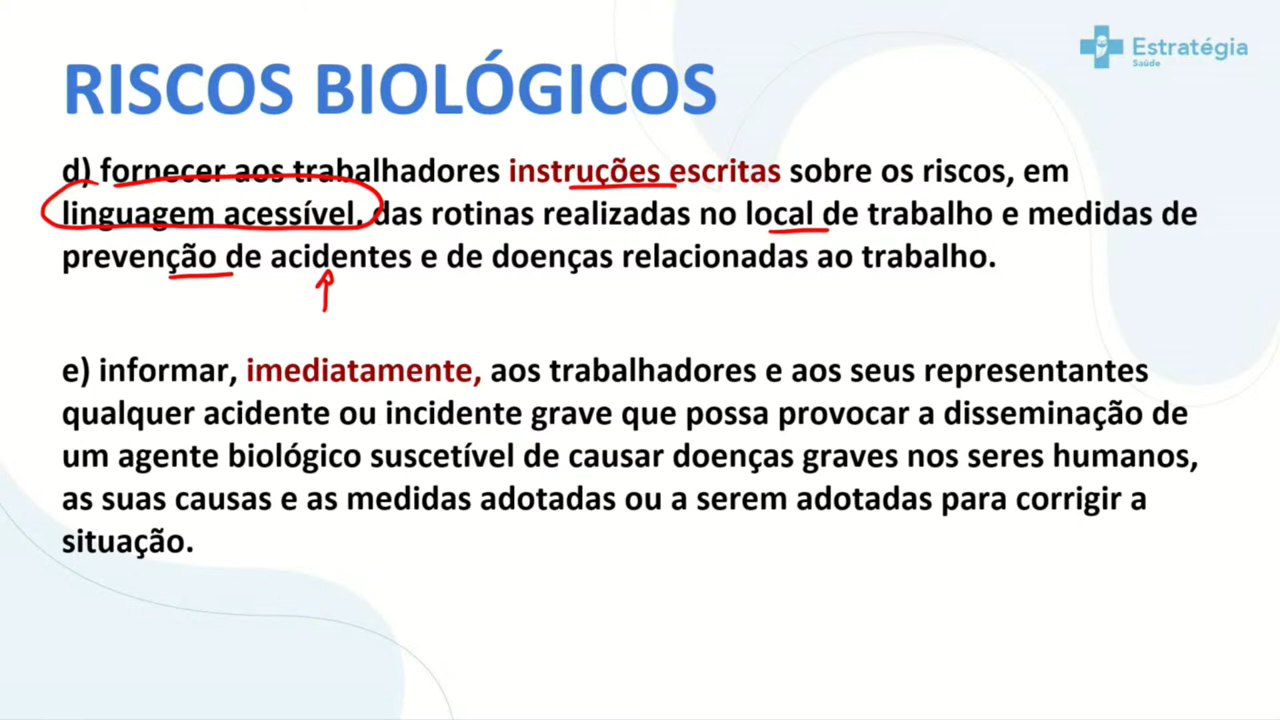 Estratégia
Saúde
RISCOS BIOLÓGICOS
d) fornecer aos trabalhadores instruções escritas sobre os riscos, em
linguagem acessível, das rotinas realizadas no local de trabalho e medidas de
prevenção de acidentes e de doenças relacionadas ao trabalho.
e) informar, imediatamente, aos trabalhadores e aos seus representantes
qualquer acidente ou incidente grave que possa provocar a disseminação de
um agente biológico suscetível de causar doenças graves nos seres humanos,
as suas causas e as medidas adotadas ou a serem adotadas para corrigir a
situação.